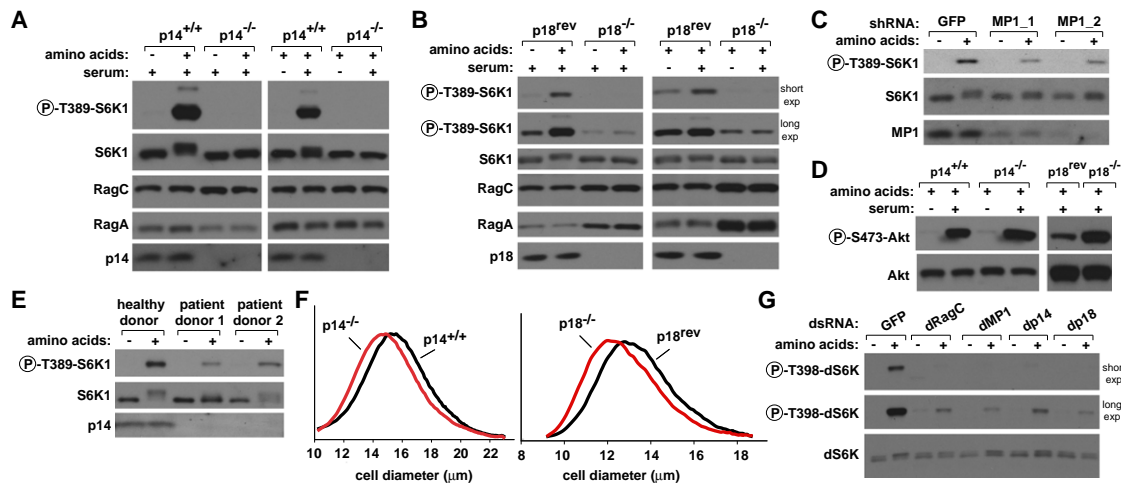 A
p14+/+ p14-/- p14+/+ p14-/-
amino acids: - + - + + + + +
serum: + + + + - + - +
Ⓟ-T389-S6K1
S6K1
RagC
RagA
p14
B
p18rev p18-/- p18rev p18-/-
amino acids: - + - + + + + +
serum: + + + + - + - +
Ⓟ-T389-S6K1 short exp
Ⓟ-T389-S6K1 long exp
S6K1
RagC
RagA
p18
C
shRNA: GFP MP1_1 MP1_2
amino acids: - + - + - +
Ⓟ-T389-S6K1
S6K1
MP1
D
p14+/+ p14-/- p18rev p18-/-
amino acids: + + + + + +
serum: - + - + + +
Ⓟ-S473-Akt
Akt
E
healthy donor patient donor 1 patient donor 2
amino acids: - + - + - +
Ⓟ-T389-S6K1
S6K1
p14
F
p14-/-
p14+/+
10 12 14 16 18 20 22
cell diameter (μm)
p18-/-
p18rev
8 10 12 14 16 18
cell diameter (μm)
G
dsRNA: GFP dRagC dMP1 dp14 dp18
amino acids: - + - + - + - + - +
Ⓟ-T398-dS6K short exp
Ⓟ-T398-dS6K long exp
dS6K